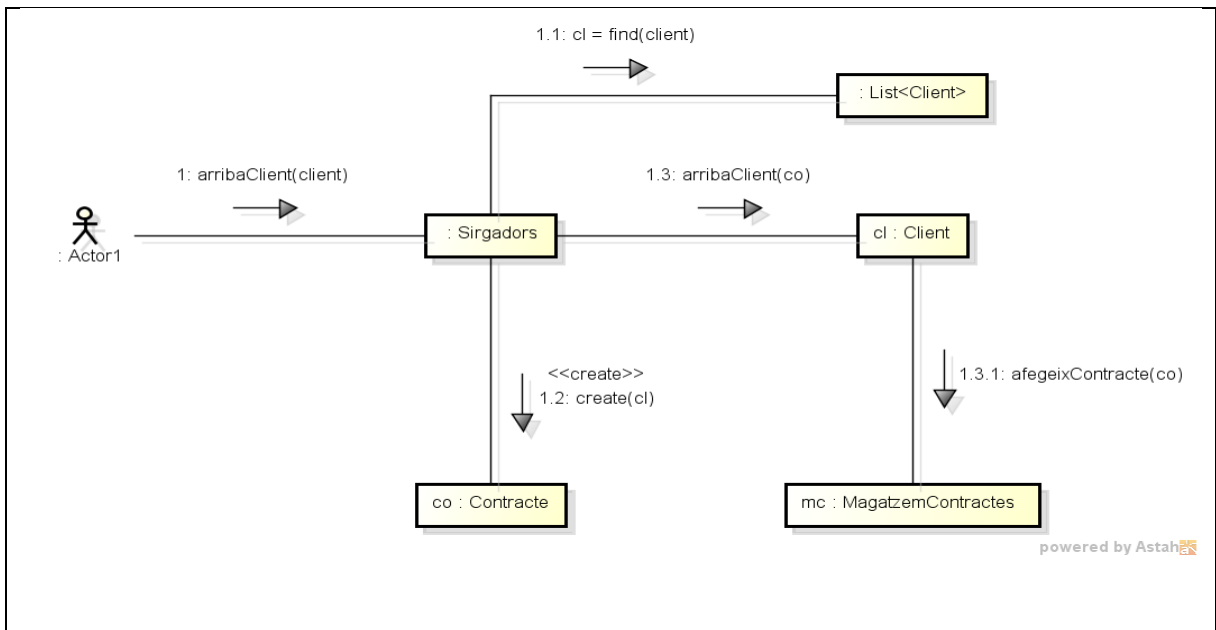 1.1: cl = find(client)
: List<Client>
1: arribaClient(client)
1.3: arribaClient(co)
: Sirgadors
cl : Client
: Actor1
<<create>>
1.2: create(cl)
1.3.1: afegeixContracte(co)
co : Contracte
mc : MagatzemContractes
powered by Astah